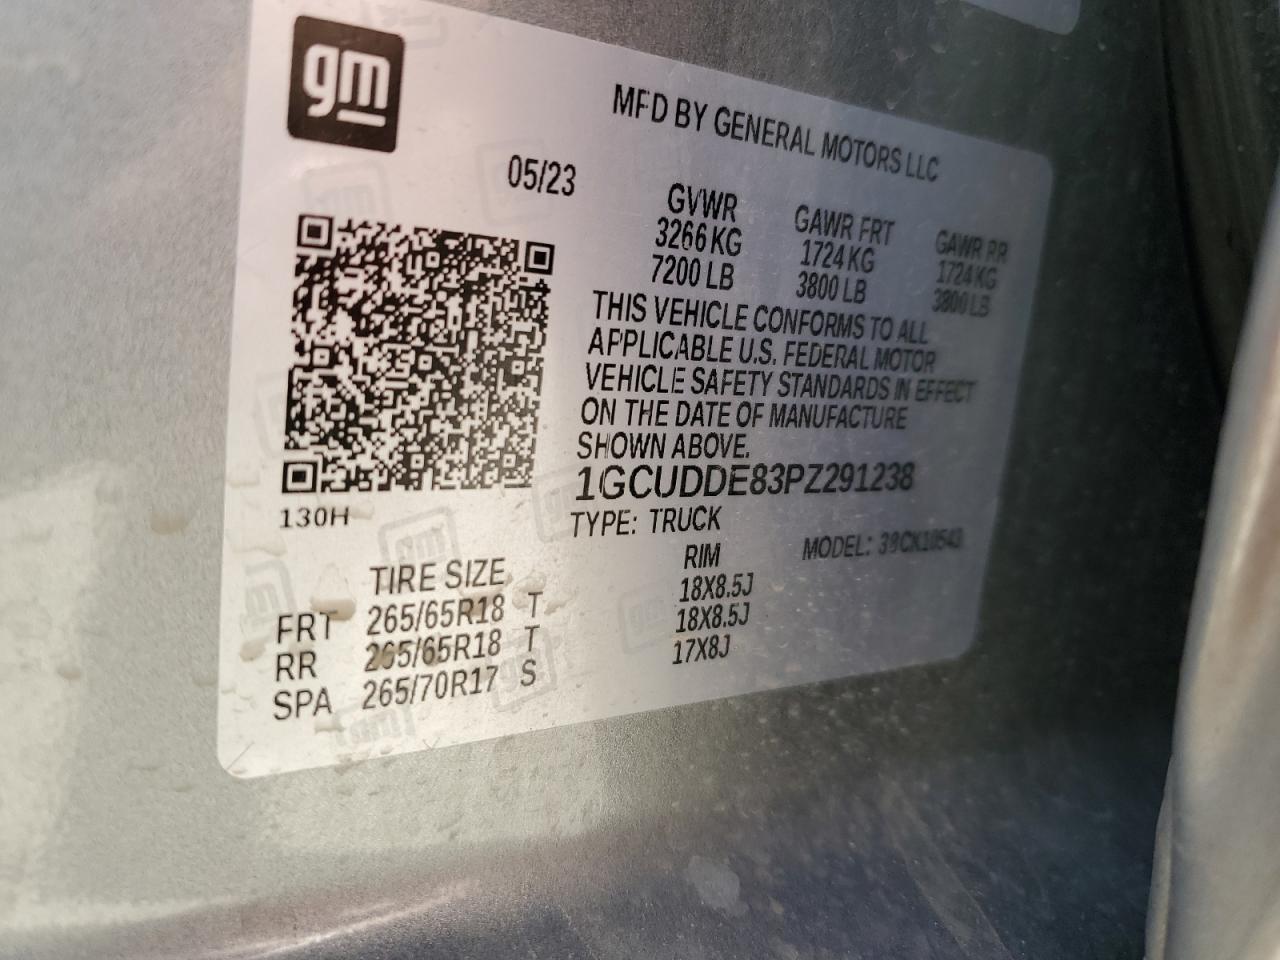 gm
MFD BY GENERAL MOTORS LLC
05/23
GVWR GAWR FRT GAWR RR
3266 KG 1724 KG 1724 KG
7200 LB 3800 LB 3800 LB
THIS VEHICLE CONFORMS TO ALL
APPLICABLE U.S. FEDERAL MOTOR
VEHICLE SAFETY STANDARDS IN EFFECT
ON THE DATE OF MANUFACTURE
SHOWN ABOVE.
1GCUDDE83PZ291238
130H
TYPE: TRUCK
MODEL:
TIRE SIZE RIM
FRT 265/65R18 T 18X8.5J
RR 265/65R18 T 18X8.5J
SPA 265/70R17 S 17X8J